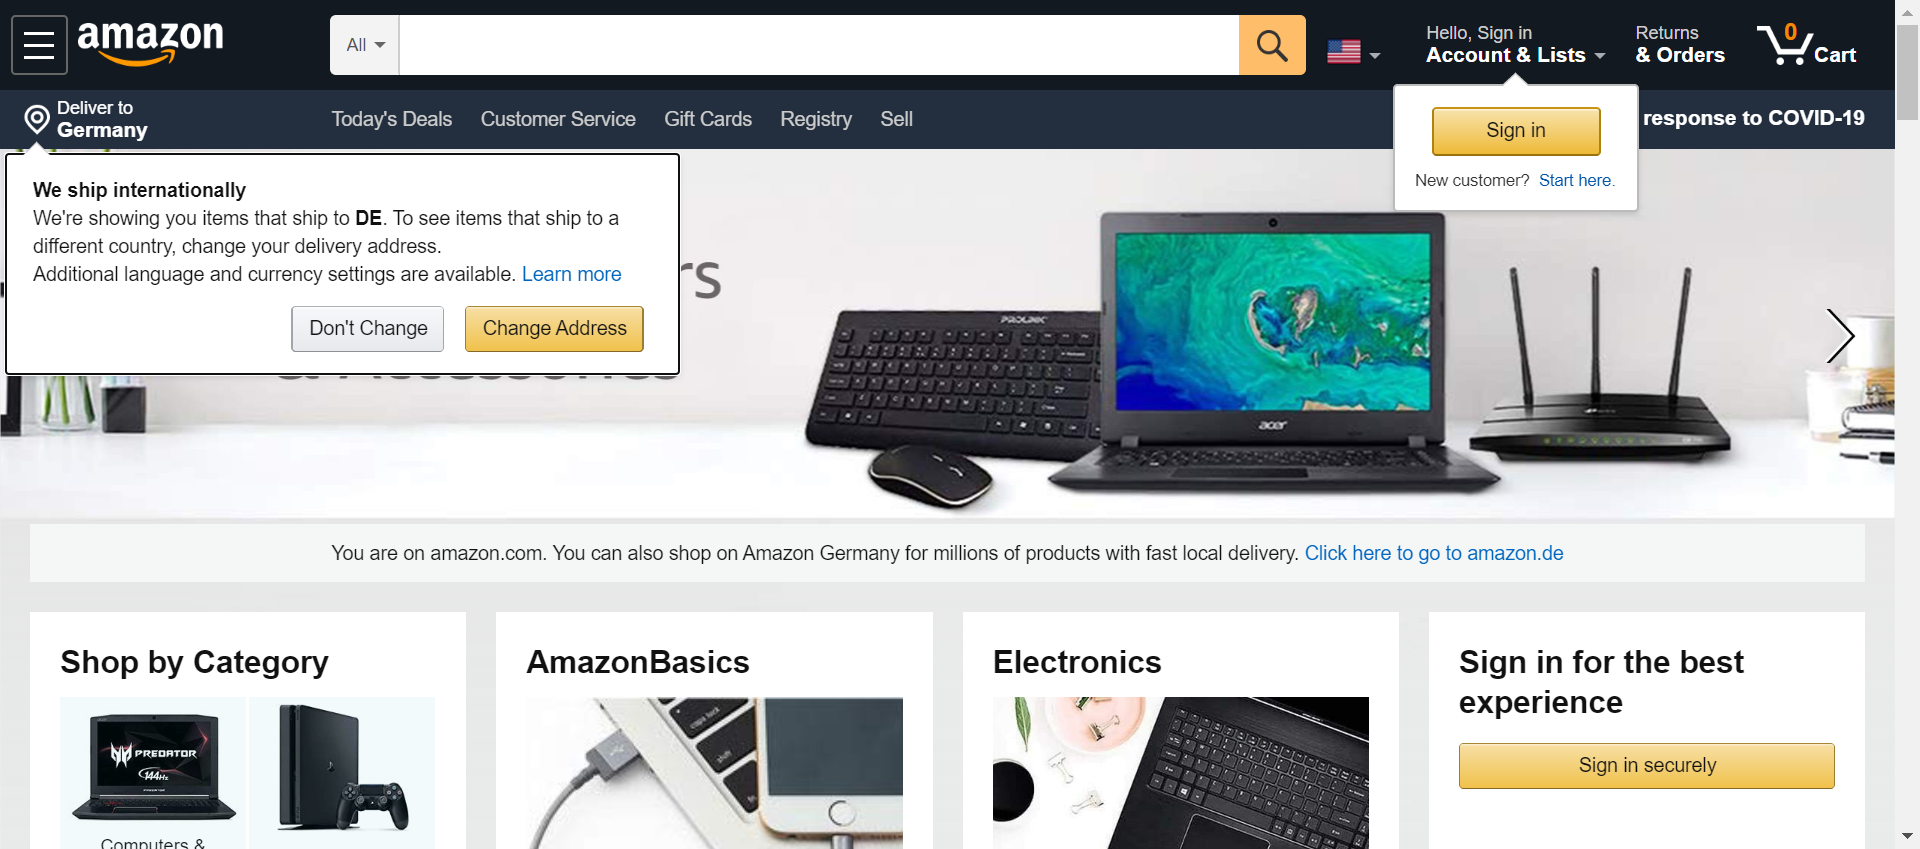 amazon
All
Hello, Sign in
Account & Lists
Returns
& Orders
0
Cart
Deliver to
Germany
Today's Deals
Customer Service
Gift Cards
Registry
Sell
response to COVID-19
Sign in
New customer? Start here.
We ship internationally
We're showing you items that ship to DE. To see items that ship to a
different country, change your delivery address.
Additional language and currency settings are available. Learn more
Don't Change
Change Address
rs
PROLINK
acer
You are on amazon.com. You can also shop on Amazon Germany for millions of products with fast local delivery. Click here to go to amazon.de
Shop by Category
AmazonBasics
Electronics
Sign in for the best
experience
PREDATOR
144Hz
PREDATOR
Sign in securely
Computers &